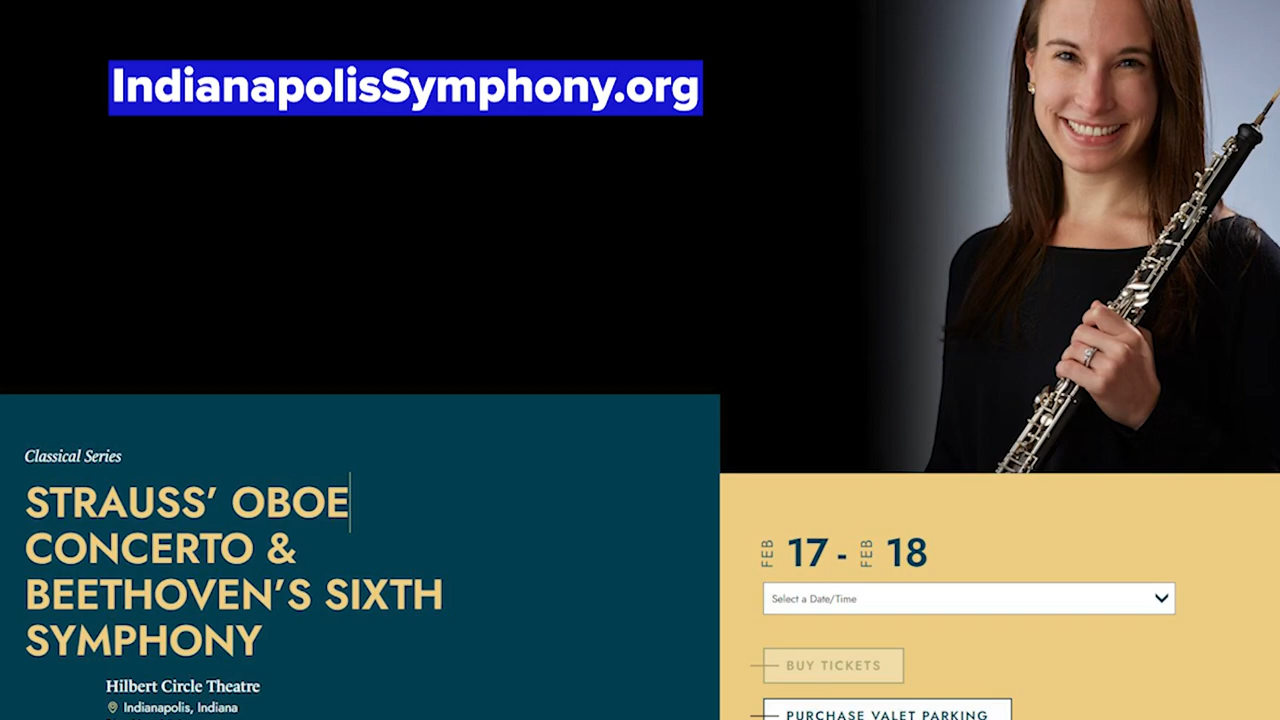 IndianapolisSymphony.org
Classical Series
STRAUSS’ OBOE
CONCERTO &
BEETHOVEN’S SIXTH
SYMPHONY
Hilbert Circle Theatre
Indianapolis, Indiana
FEB 17 - FEB 18
Select a Date/Time
BUY TICKETS
PURCHASE VALET PARKING